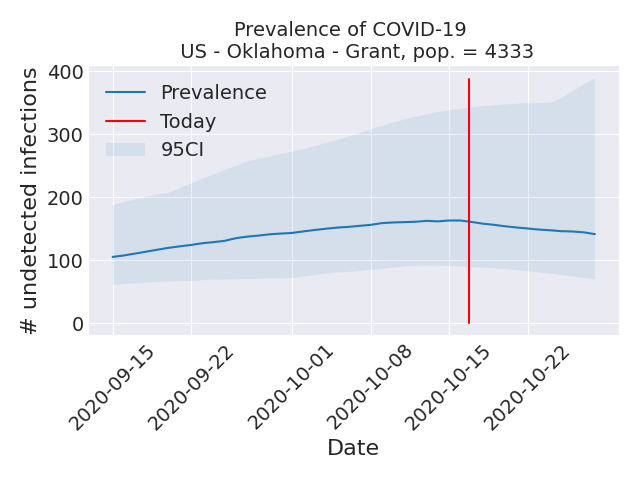 Prevalence of COVID-19
US - Oklahoma - Grant, pop. = 4333
# undetected infections
400
300
200
100
0
Prevalence
Today
95CI
2020-09-15
2020-09-22
2020-10-01
2020-10-08
2020-10-15
2020-10-22
Date